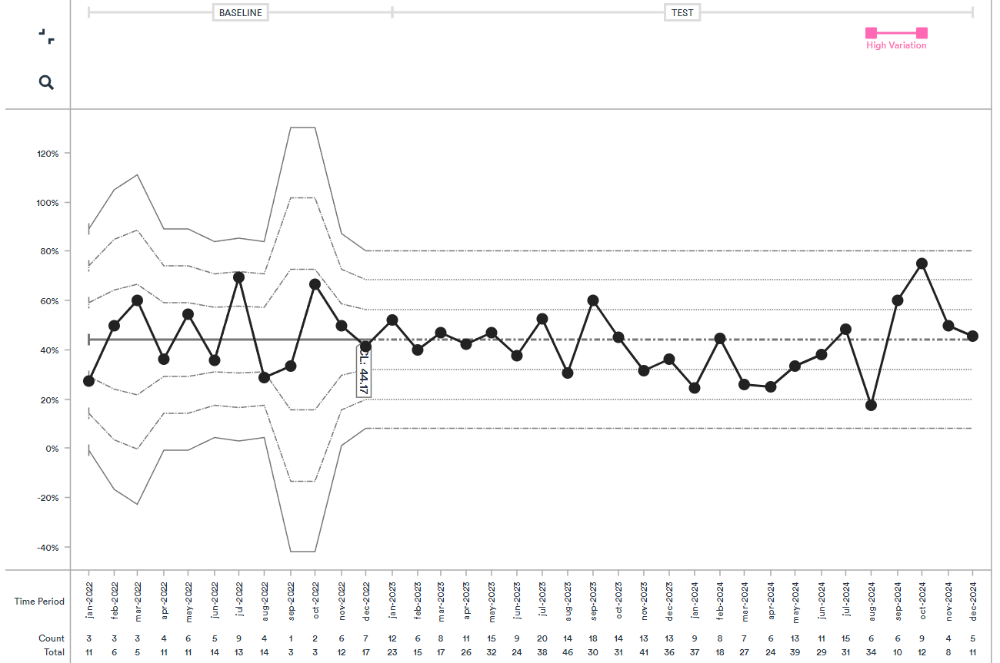 BASELINE TEST
High Variation
120%
100%
80%
60%
40%
20%
0%
-20%
-40%
CL: 44.17
Time Period jan-2022 feb-2022 mar-2022 apr-2022 may-2022 jun-2022 jul-2022 aug-2022 sep-2022 oct-2022 nov-2022 dec-2022 jan-2023 feb-2023 mar-2023 apr-2023 may-2023 jun-2023 jul-2023 aug-2023 sep-2023 oct-2023 nov-2023 dec-2023 jan-2024 feb-2024 mar-2024 apr-2024 may-2024 jun-2024 jul-2024 aug-2024 sep-2024 oct-2024 nov-2024 dec-2024
Count 3 3 3 4 6 5 9 4 1 2 6 7 12 6 8 11 15 9 20 14 18 14 13 13 9 8 7 6 13 11 15 6 6 9 4 5
Total 11 6 5 11 11 14 13 14 3 3 12 17 23 15 17 26 32 24 38 46 30 31 41 36 37 18 27 24 39 29 31 34 10 12 8 11